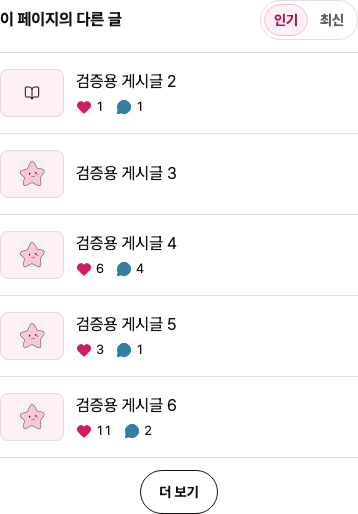 이 페이지의 다른 글
인기 최신
검증용 게시글 2
1 1
검증용 게시글 3
검증용 게시글 4
6 4
검증용 게시글 5
3 1
검증용 게시글 6
11 2
더 보기